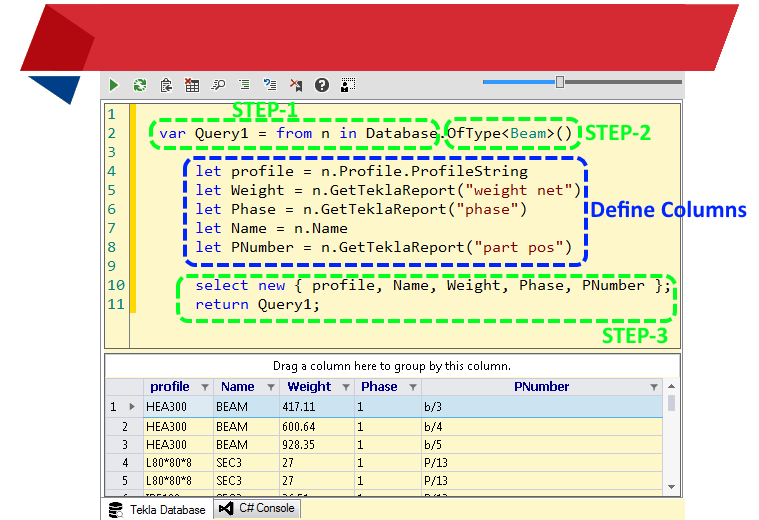 STEP-1
1
2 var Query1 = from n in Database.OfType<Beam>() STEP-2
3
4 let profile = n.Profile.ProfileString
5 let Weight = n.GetTeklaReport("weight net")
6 let Phase = n.GetTeklaReport("phase") Define Columns
7 let Name = n.Name
8 let PNumber = n.GetTeklaReport("part pos")
9
10 select new { profile, Name, Weight, Phase, PNumber };
11 return Query1;
STEP-3
Drag a column here to group by this column.
profile Name Weight Phase PNumber
1 HEA300 BEAM 417.11 1 b/3
2 HEA300 BEAM 600.64 1 b/4
3 HEA300 BEAM 928.35 1 b/5
4 L80*80*8 SEC3 27 1 P/13
5 L80*80*8 SEC3 27 1 P/13
Tekla Database C# Console